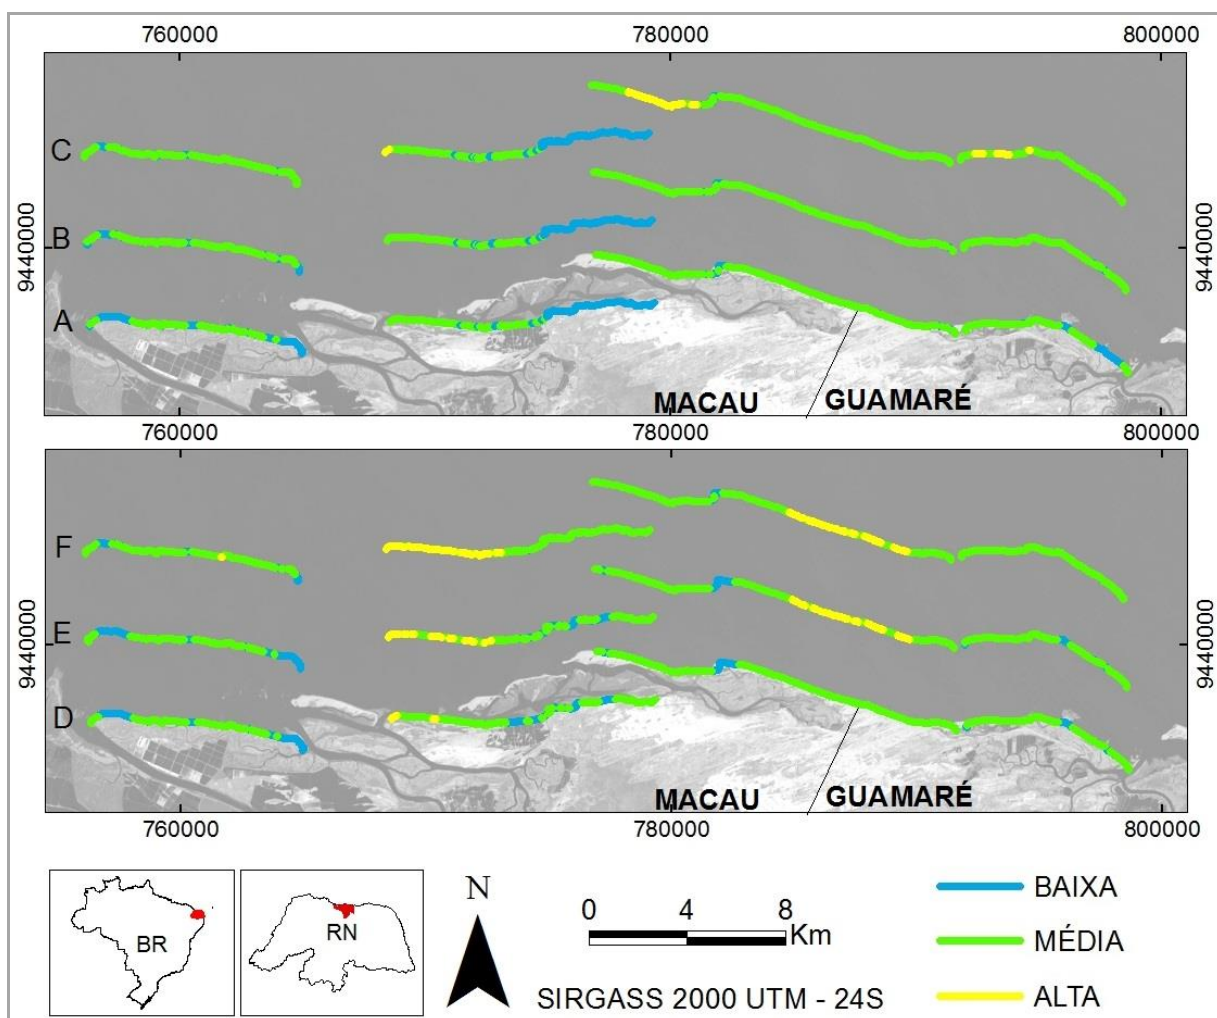 760000 780000 800000
C
B
A
9440000 9440000
MACAU GUAMARÉ
760000 780000 800000
F
E
D
9440000 9440000
MACAU GUAMARÉ
760000 780000 800000
BR
RN
N
0 4 8
Km
SIRGASS 2000 UTM - 24S
BAIXA
MÉDIA
ALTA